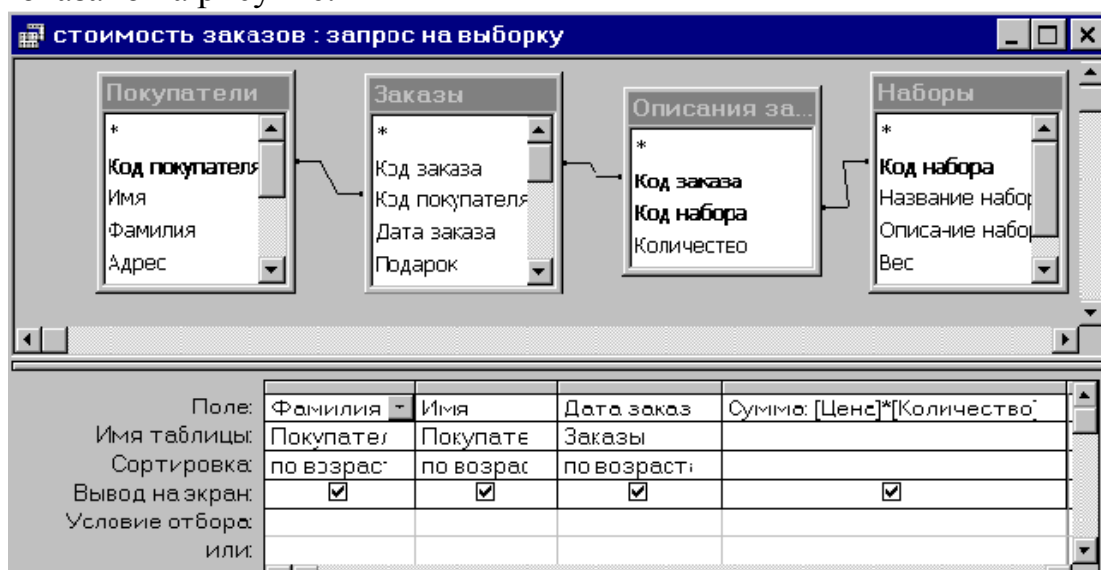 стоимость заказов : запрос на выборку
Покупатели
*
Код покупателя
Имя
Фамилия
Адрес
Заказы
*
Код заказа
Код покупателя
Дата заказа
Подарок
Описания за...
*
Код заказа
Код набора
Количество
Наборы
*
Код набора
Название набор
Описание набо
Вес
Поле: Фамилия Имя Дата заказ Сумма: [Цена]*[Количество]
Имя таблицы: Покупател Покупате Заказы
Сортировка: по возраст по возрас по возраст
Вывод на экран:
Условие отбора:
или: